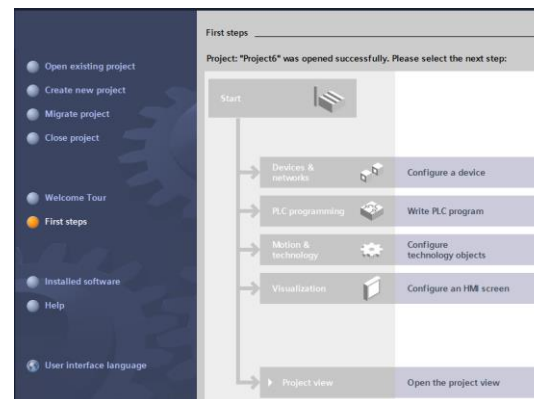 Open existing project
Create new project
Migrate project
Close project
Welcome Tour
First steps
Installed software
Help
User interface language
First steps
Project: "Project6" was opened successfully. Please select the next step:
Start
Devices &
networks
Configure a device
PLC programming
Write PLC program
Motion &
technology
Configure
technology objects
Visualization
Configure an HMI screen
Project view
Open the project view